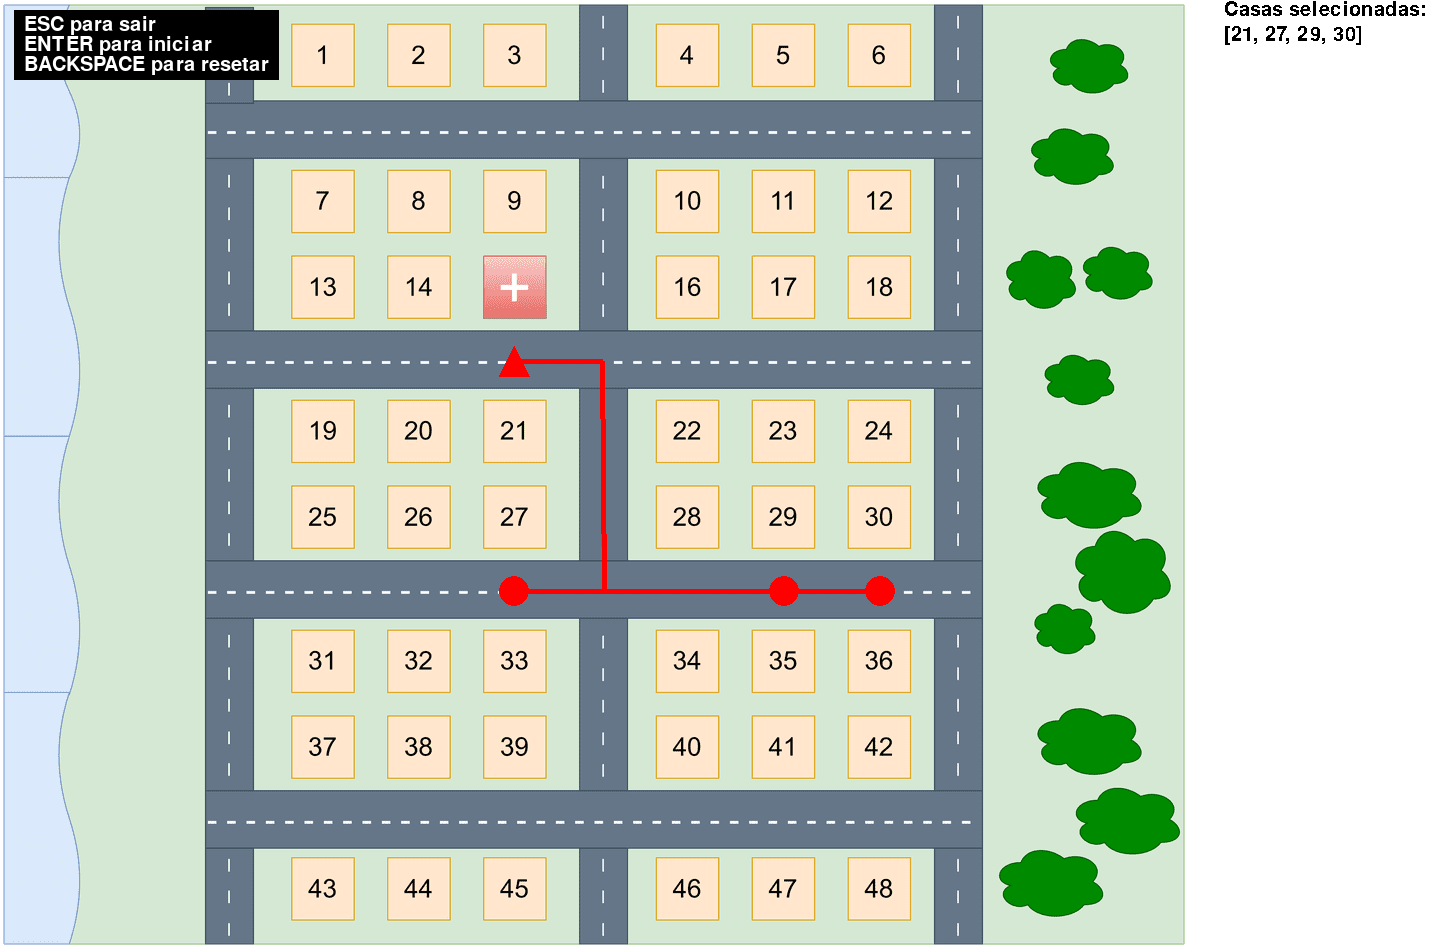 ESC para sair
ENTER para iniciar
BACKSPACE para resetar
Casas selecionadas:
[21, 27, 29, 30]
1 2 3 4 5 6
7 8 9 10 11 12
13 14 + 16 17 18
19 20 21 22 23 24
25 26 27 28 29 30
31 32 33 34 35 36
37 38 39 40 41 42
43 44 45 46 47 48